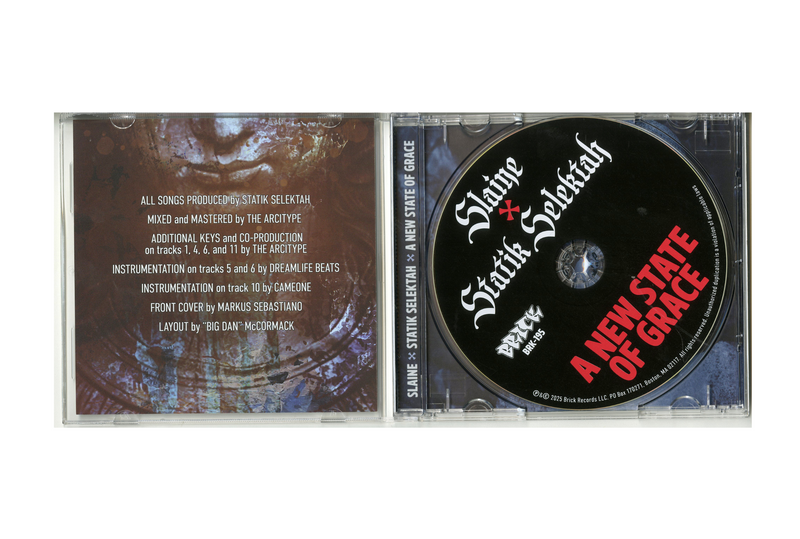 ALL SONGS PRODUCED by STATIK SELEKTAH
MIXED and MASTERED by THE ARCITYPE
ADDITIONAL KEYS and CO-PRODUCTION
on tracks 1, 4, 6, and 11 by THE ARCITYPE
INSTRUMENTATION on tracks 5 and 6 by DREAMLIFE BEATS
INSTRUMENTATION on track 10 by CAMEONE
FRONT COVER by MARKUS SEBASTIANO
LAYOUT by "BIG DAN" McCORMACK
SLAINE × STATIK SELEKTAH × A NEW STATE OF GRACE
Slaine
×
Statik Selektah
BRICK
BRK-195
A NEW STATE
OF GRACE
℗&© 2025 Brick Records LLC. PO Box 170271, Boston, MA 02117. All rights reserved. Unauthorized duplication is a violation of applicable laws